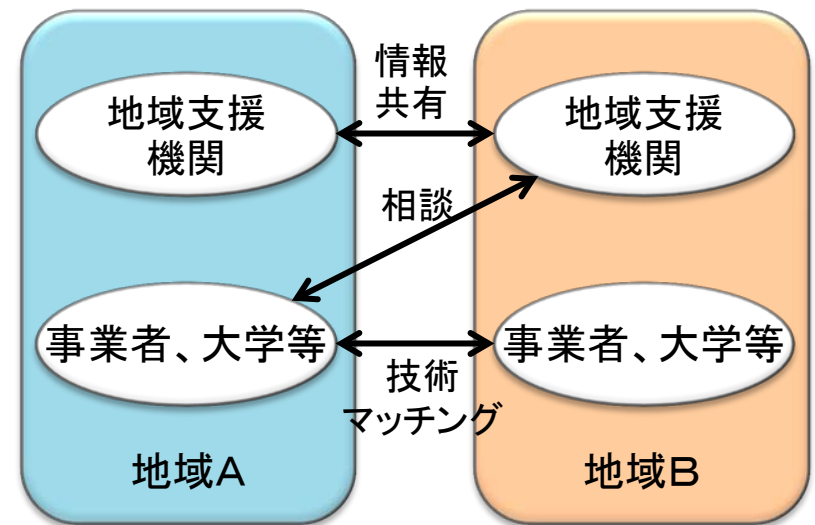 情報
共有
地域支援
機関
地域支援
機関
相談
事業者、大学等
事業者、大学等
技術
マッチング
地域A
地域B